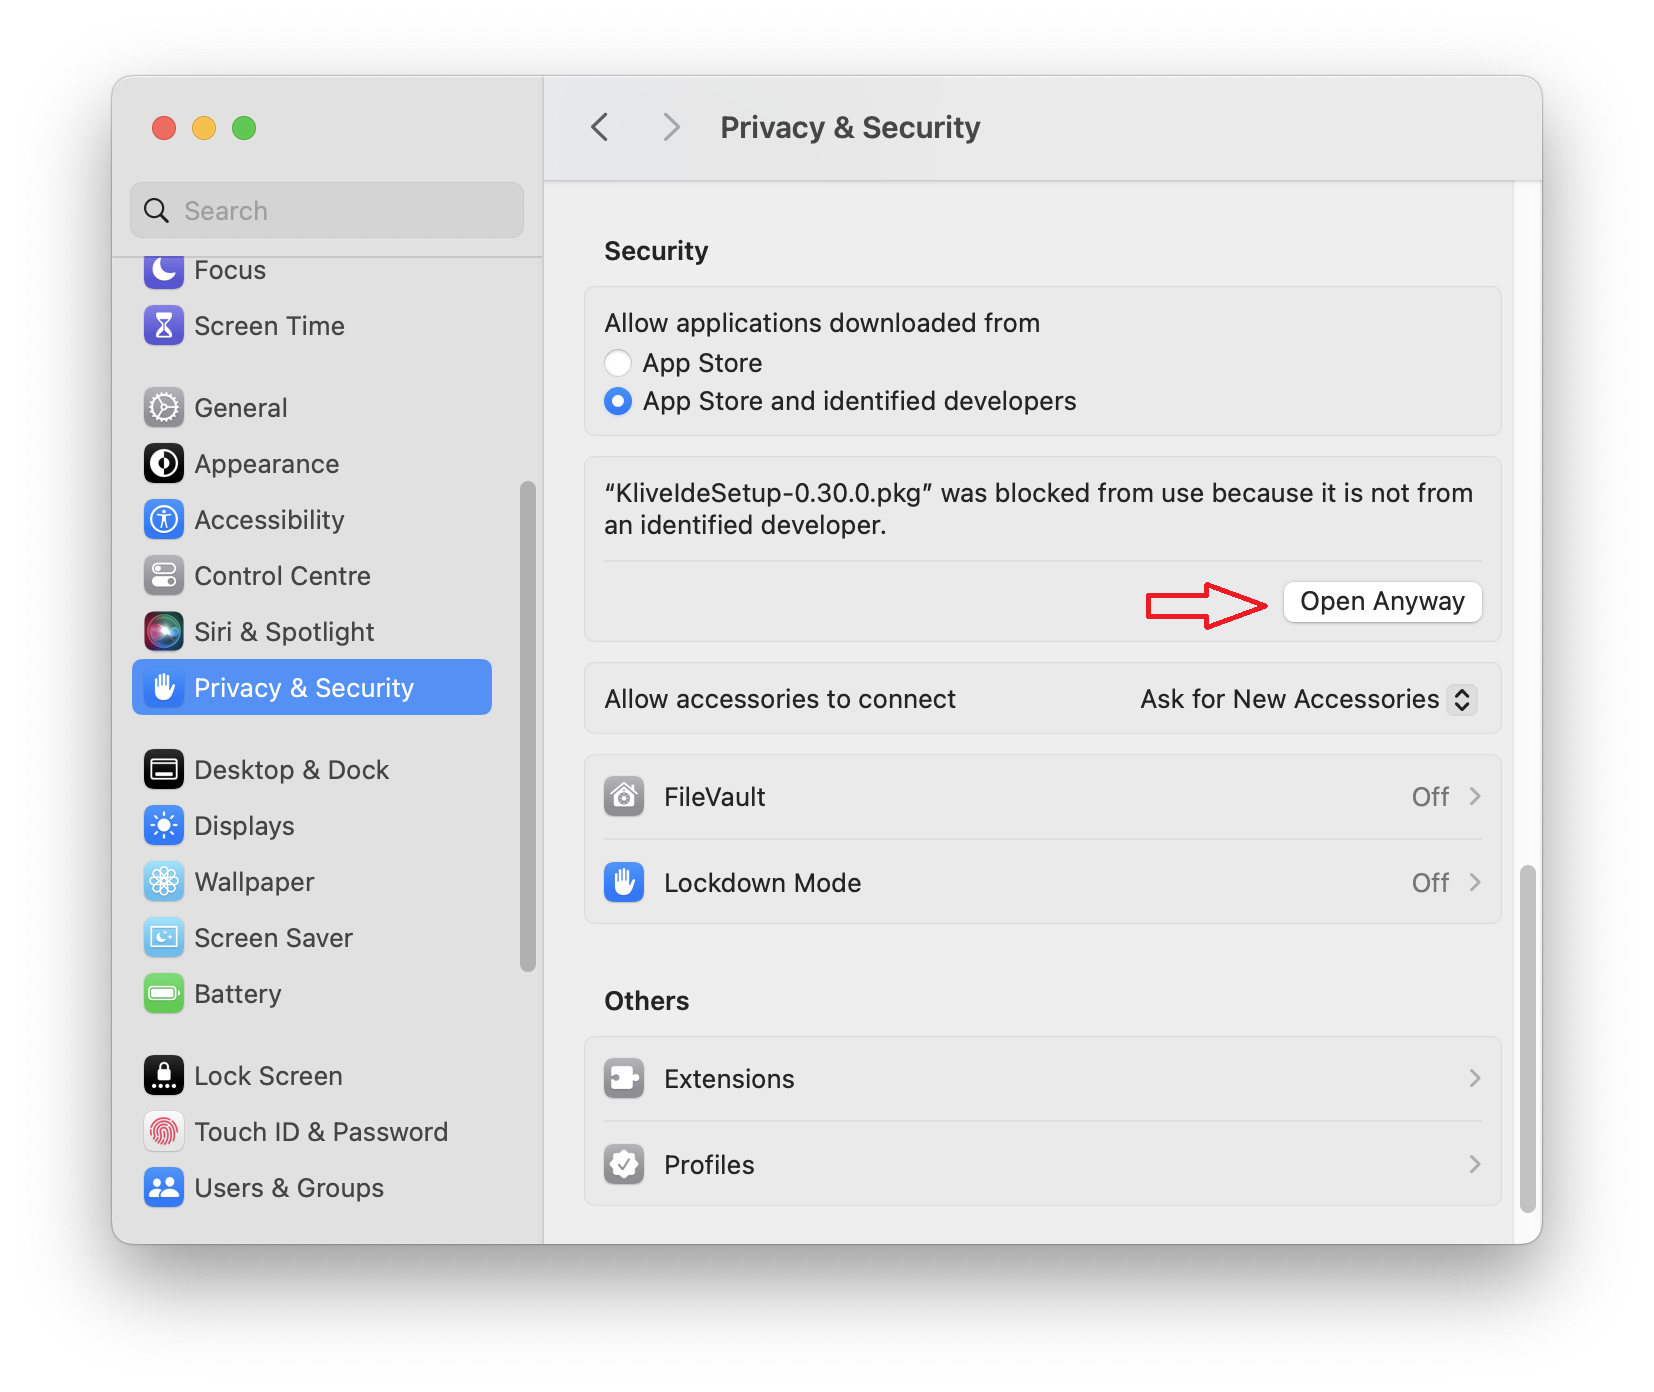 Search
Focus
Screen Time
General
Appearance
Accessibility
Control Centre
Siri & Spotlight
Privacy & Security
Desktop & Dock
Displays
Wallpaper
Screen Saver
Battery
Lock Screen
Touch ID & Password
Users & Groups
Privacy & Security
Security
Allow applications downloaded from
App Store
App Store and identified developers
“KliveIdeSetup-0.30.0.pkg” was blocked from use because it is not from
an identified developer.
Open Anyway
Allow accessories to connect Ask for New Accessories
FileVault Off
Lockdown Mode Off
Others
Extensions
Profiles